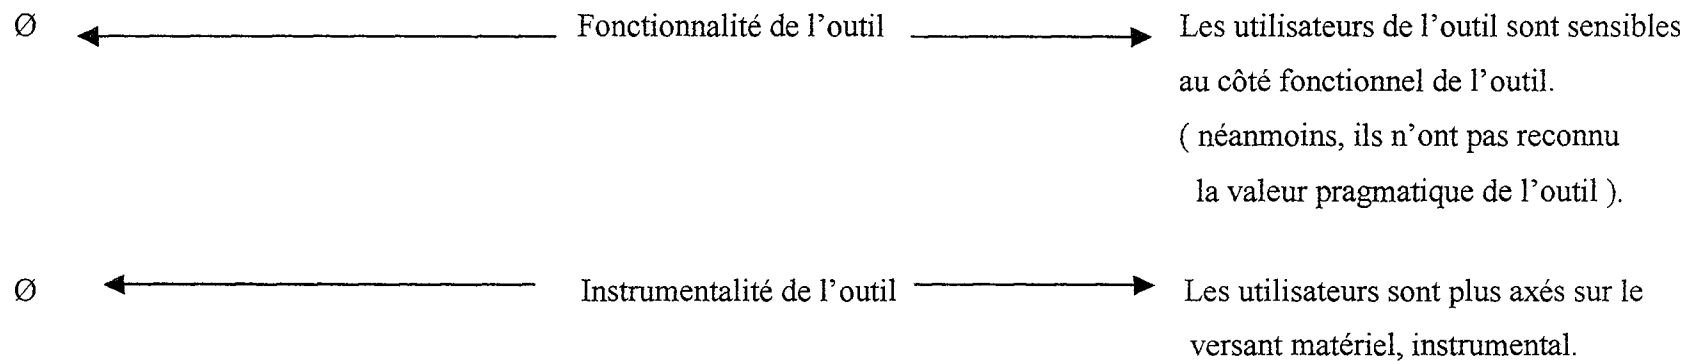 Ø Fonctionnalité de l'outil Les utilisateurs de l'outil sont sensibles
au côté fonctionnel de l'outil.
( néanmoins, ils n'ont pas reconnu
la valeur pragmatique de l'outil ).
Ø Instrumentalité de l'outil Les utilisateurs sont plus axés sur le
versant matériel, instrumental.